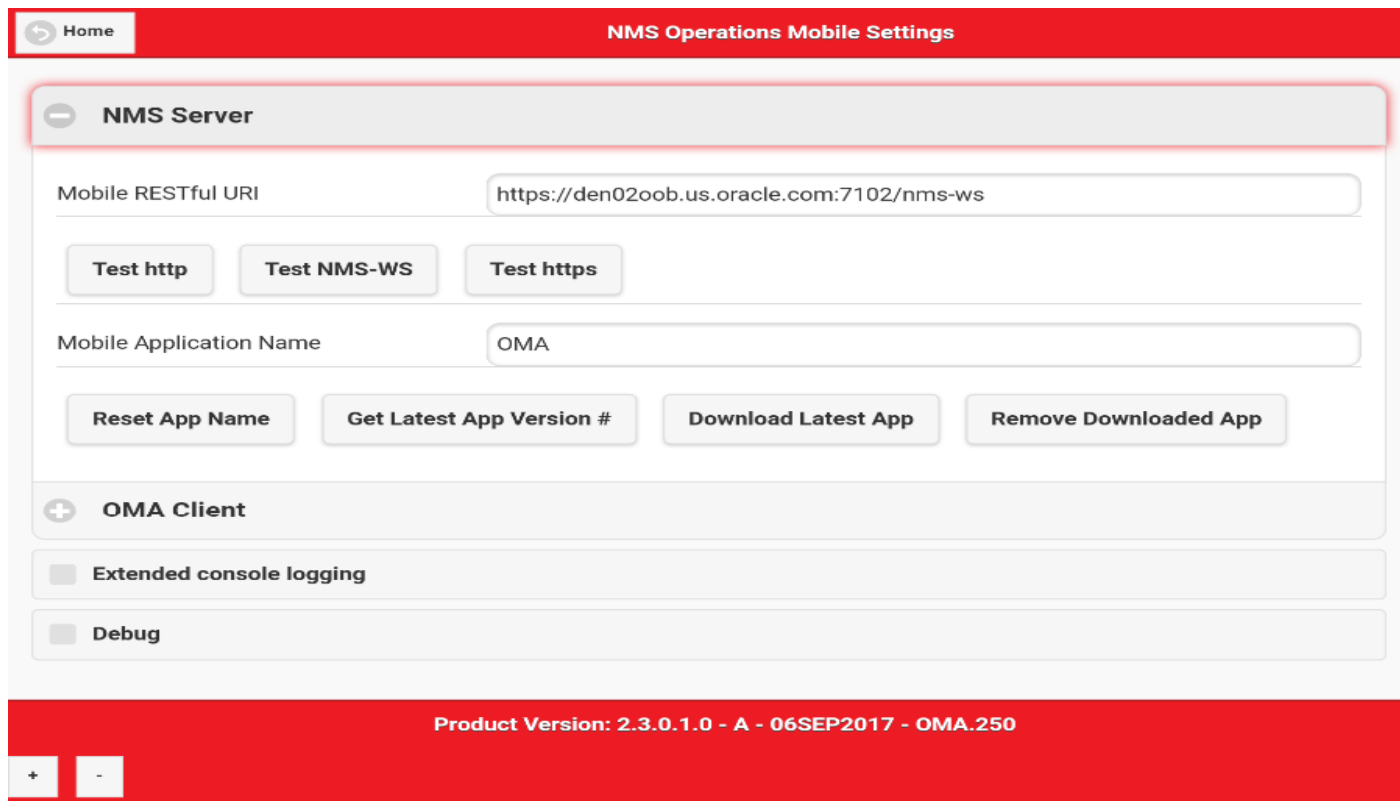 Home
NMS Operations Mobile Settings
NMS Server
Mobile RESTful URI
https://den02oob.us.oracle.com:7102/nms-ws
Test http
Test NMS-WS
Test https
Mobile Application Name
OMA
Reset App Name
Get Latest App Version #
Download Latest App
Remove Downloaded App
OMA Client
Extended console logging
Debug
Product Version: 2.3.0.1.0 - A - 06SEP2017 - OMA.250
+
-